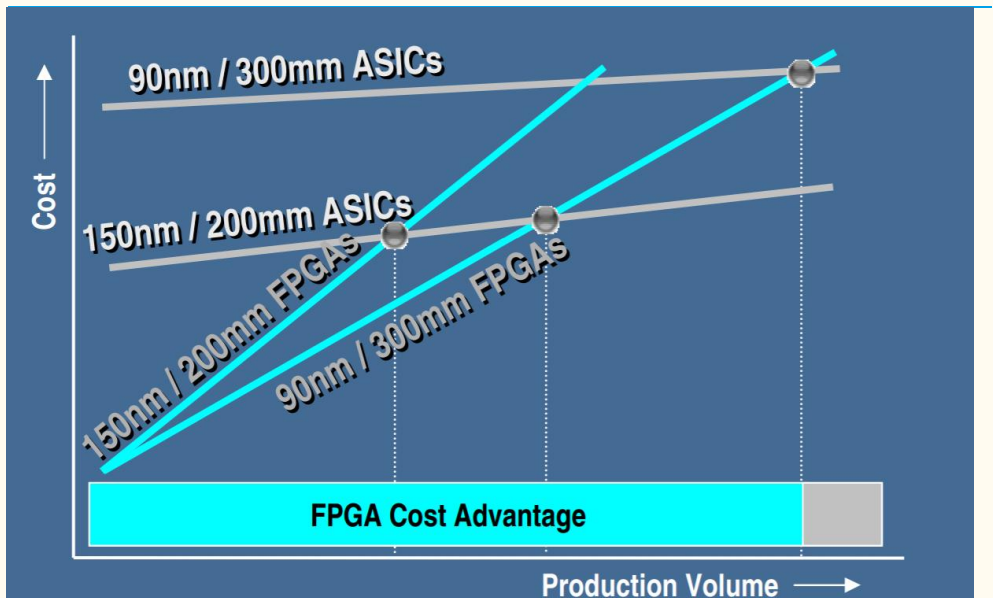 90nm / 300mm ASICs
Cost
150nm / 200mm ASICs
150nm / 200mm FPGAs
90nm / 300mm FPGAs
FPGA Cost Advantage
Production Volume